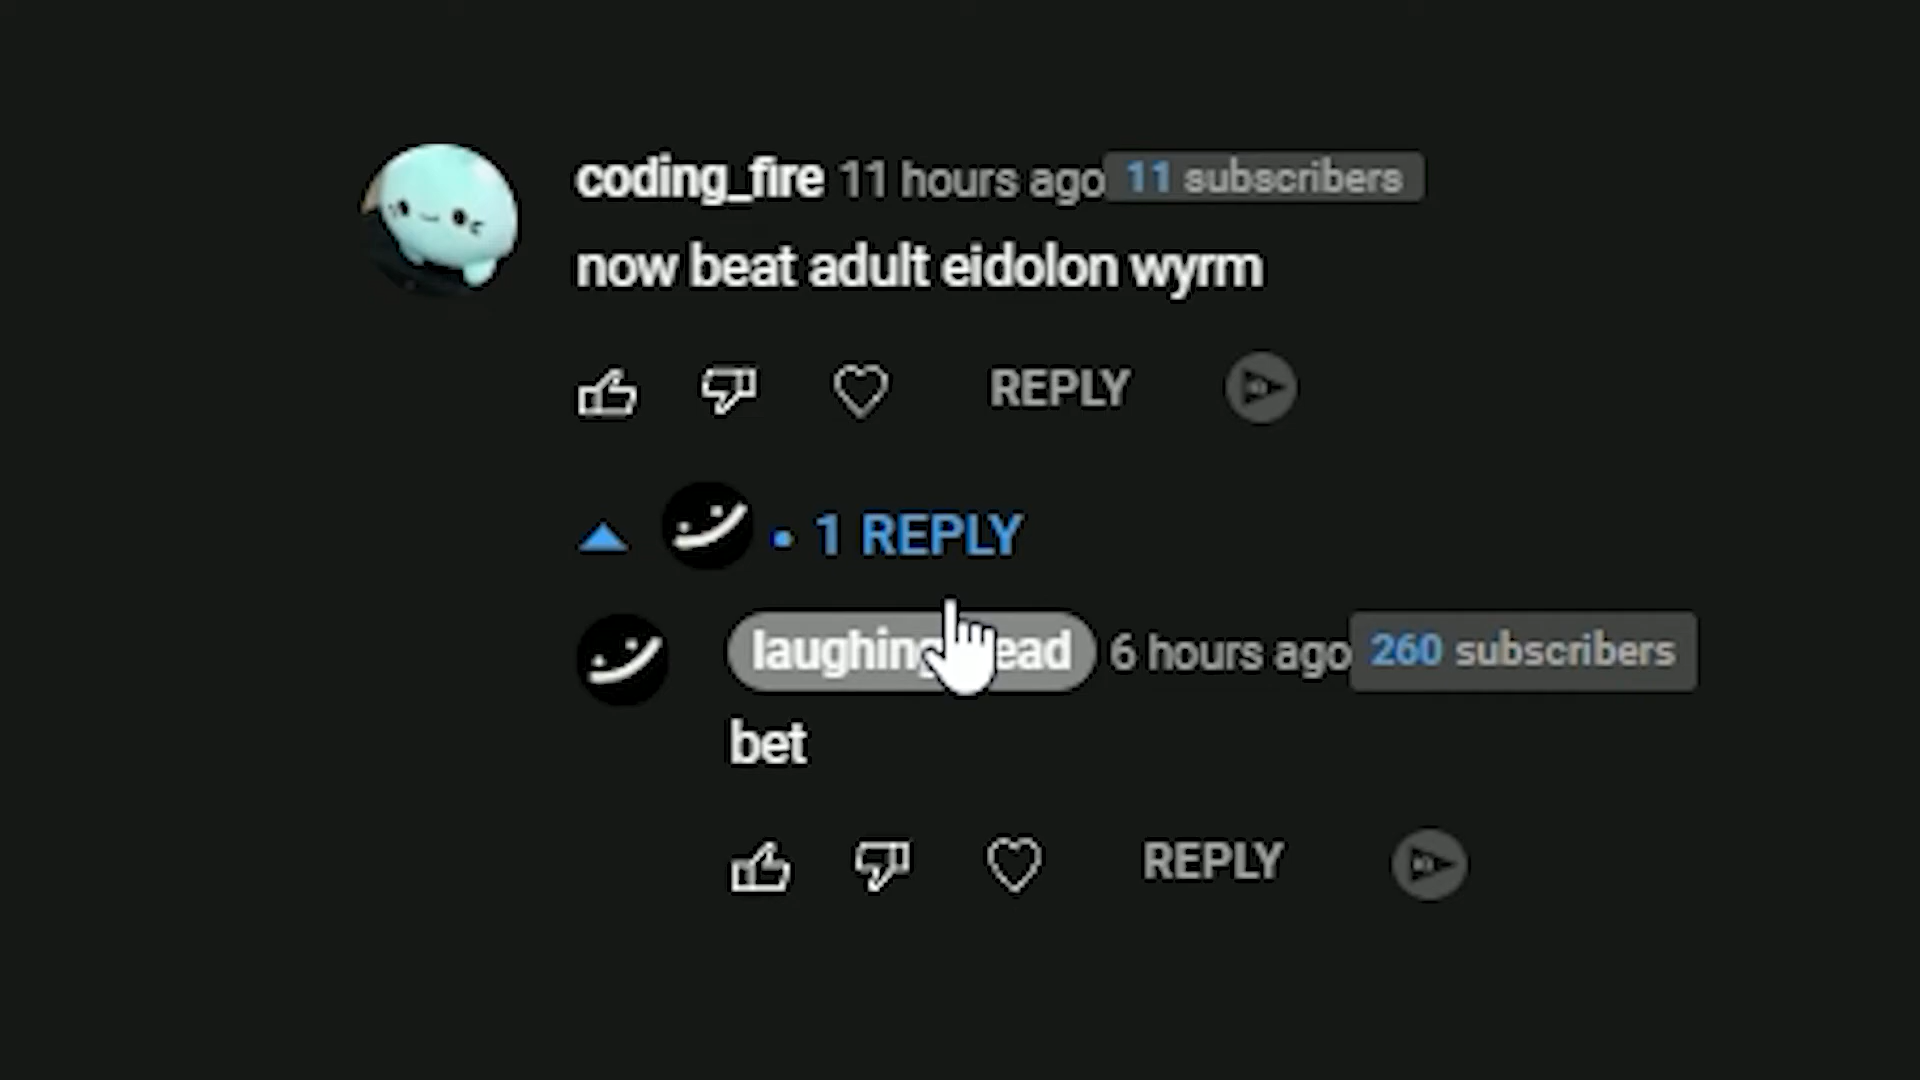 coding_fire 11 hours ago 11 subscribers
now beat adult eidolon wyrm
REPLY
1 REPLY
6 hours ago 260 subscribers
bet
REPLY